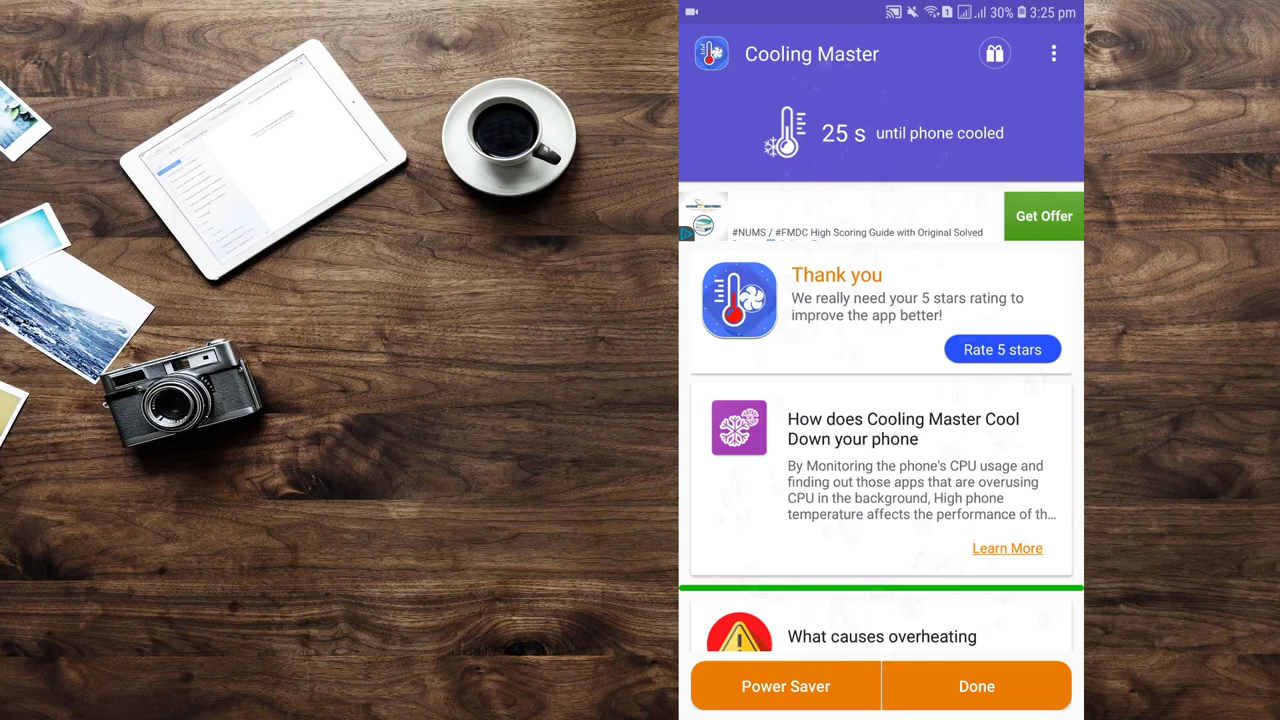 30% 3:25 pm
Cooling Master
25 s until phone cooled
#NUMS / #FMDC High Scoring Guide with Original Solved
Get Offer
Thank you
We really need your 5 stars rating to
improve the app better!
Rate 5 stars
How does Cooling Master Cool
Down your phone
By Monitoring the phone's CPU usage and
finding out those apps that are overusing
CPU in the background, High phone
temperature affects the performance of th…
Learn More
What causes overheating
Power Saver
Done